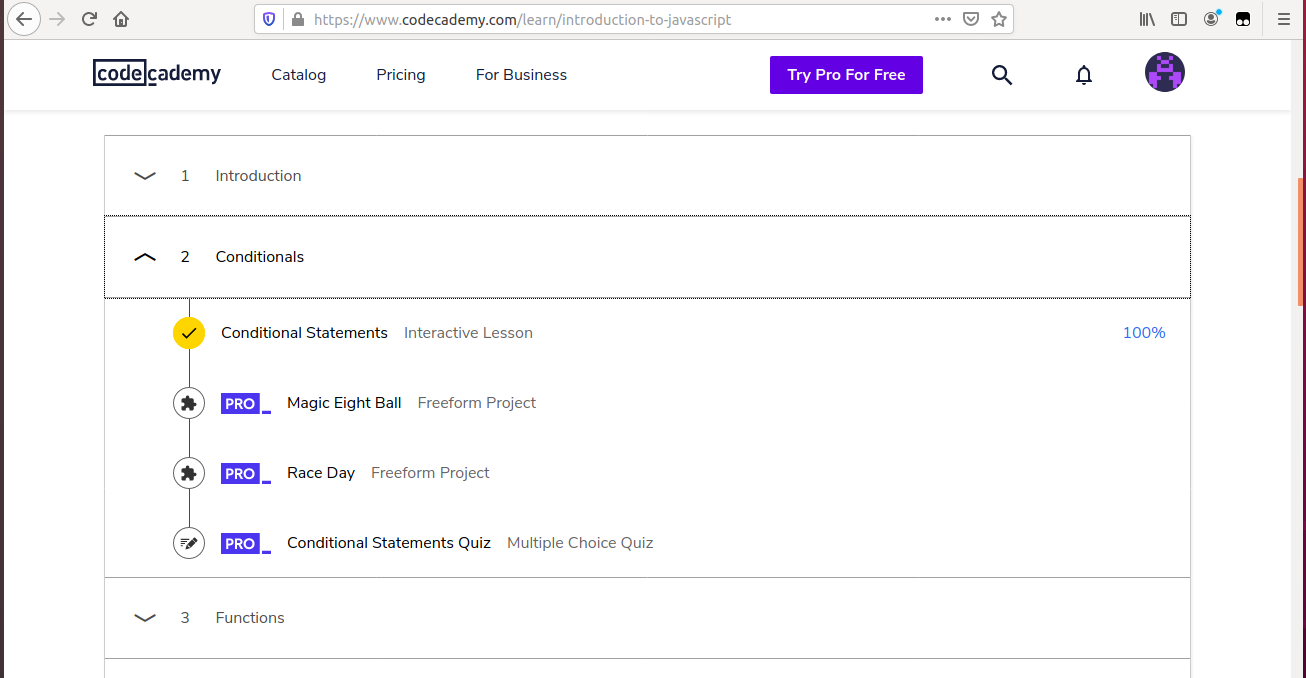 https://www.codecademy.com/learn/introduction-to-javascript
codecademy Catalog Pricing For Business Try Pro For Free
1 Introduction
2 Conditionals
Conditional Statements Interactive Lesson 100%
PRO Magic Eight Ball Freeform Project
PRO Race Day Freeform Project
PRO Conditional Statements Quiz Multiple Choice Quiz
3 Functions